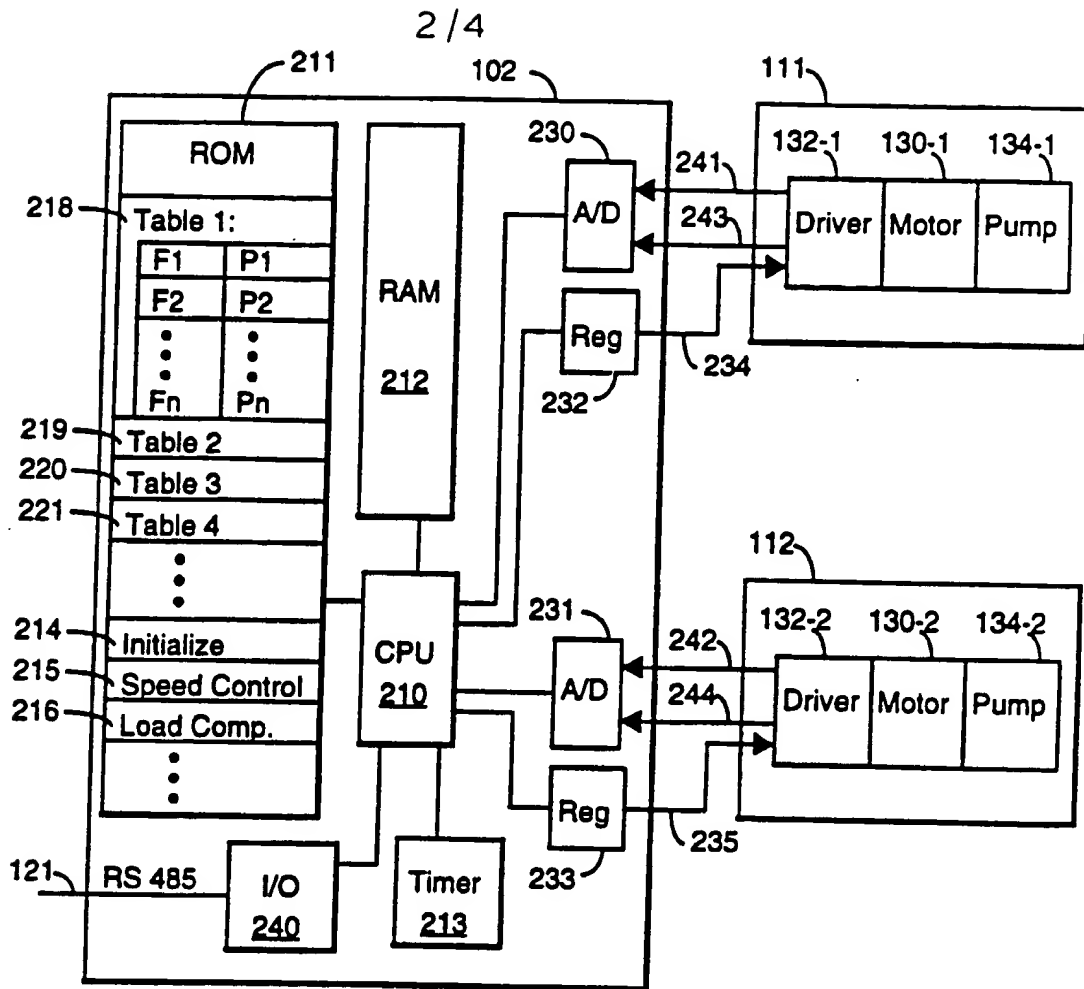 2/4
211
102
111
ROM
230
132-1
130-1
134-1
218
Table 1:
F1 P1
F2 P2
Fn Pn
RAM
212
A/D
241
243
Driver Motor Pump
Reg
232
234
219
Table 2
220
Table 3
221
Table 4
112
231
132-2
130-2
134-2
214
Initialize
215
Speed Control
216
Load Comp.
CPU
210
A/D
242
244
Driver Motor Pump
Reg
233
235
121
RS 485
I/O
240
Timer
213